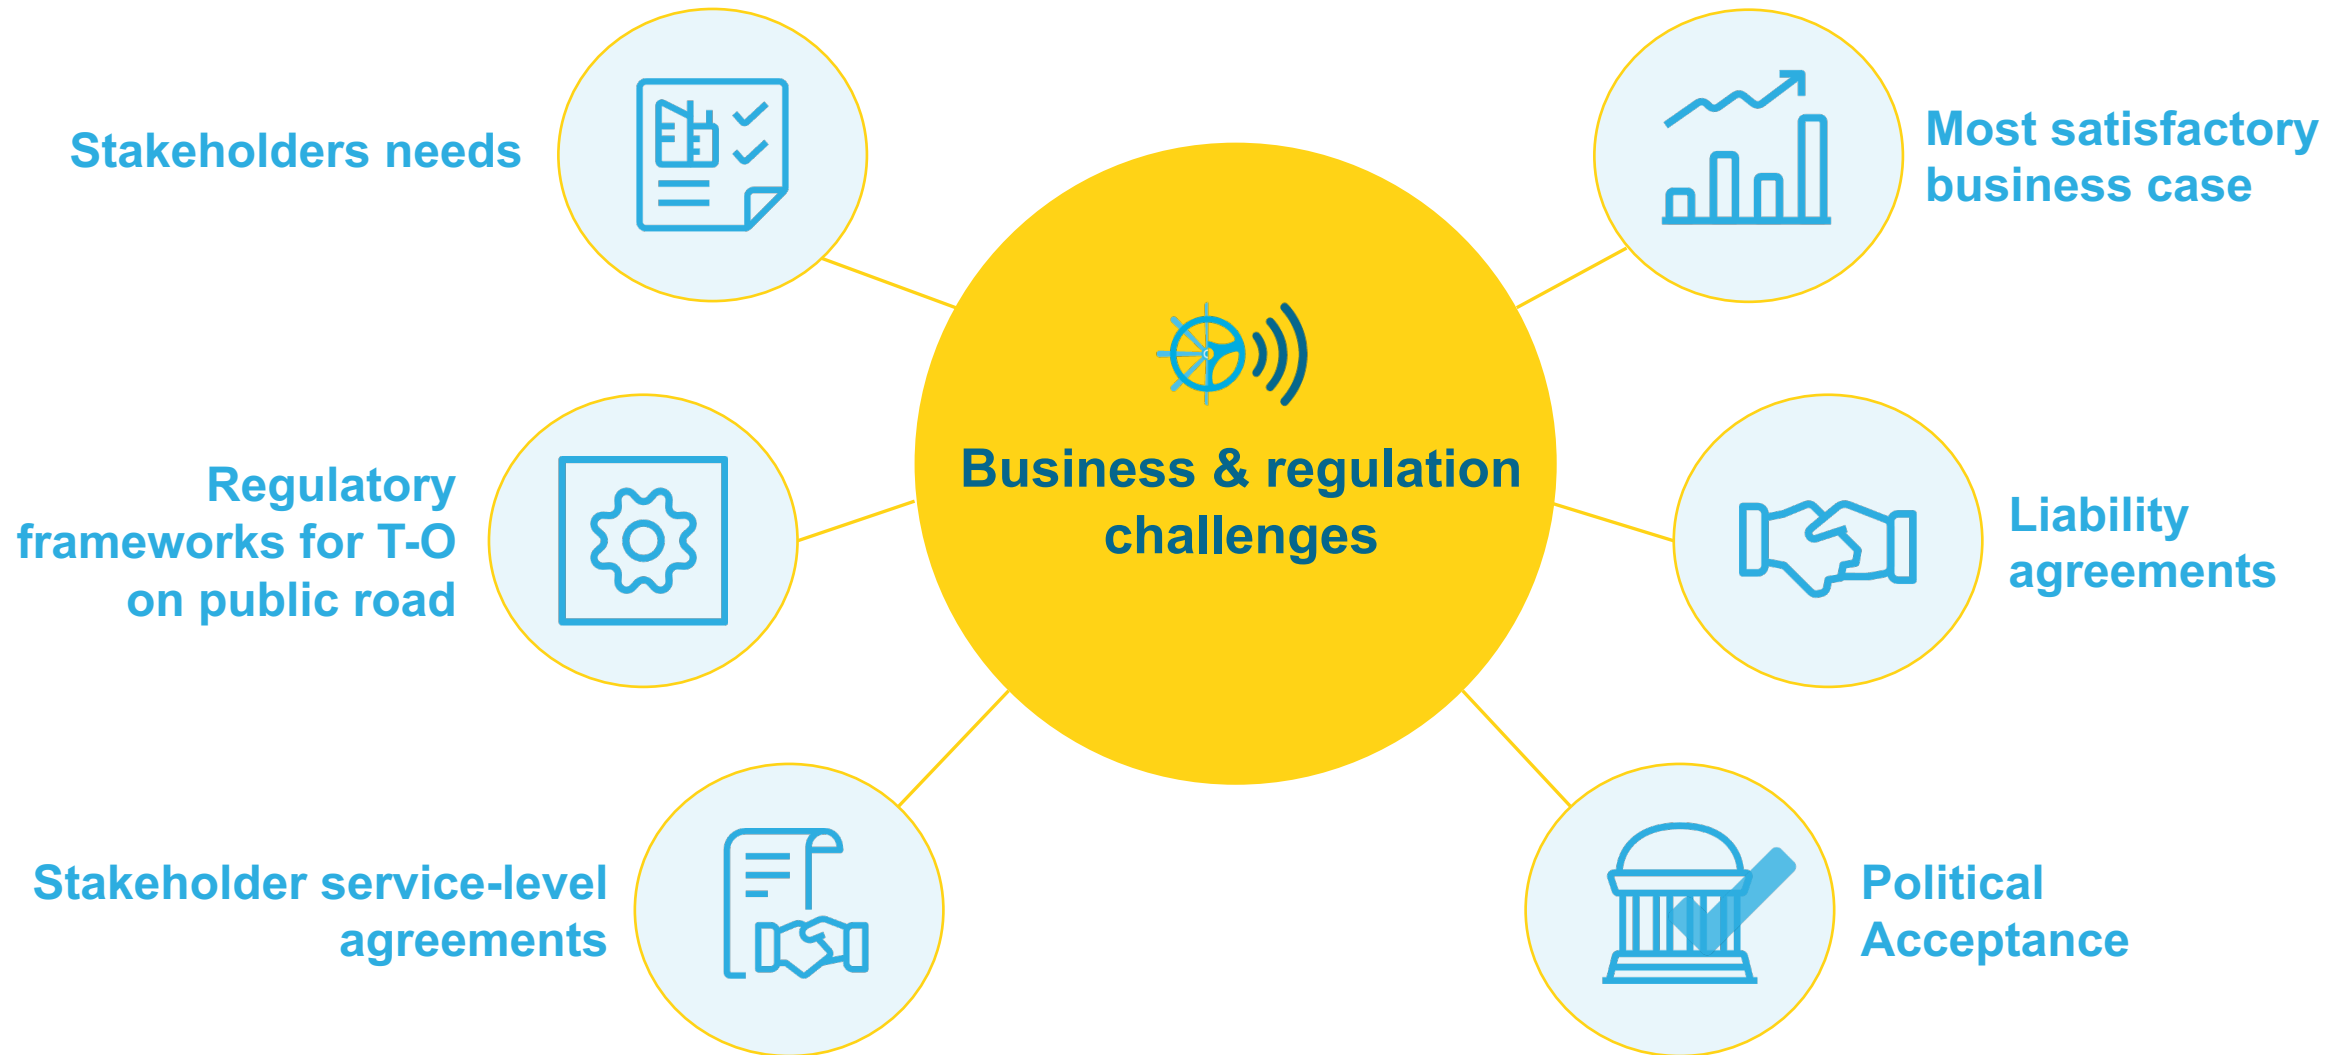 Stakeholders needs
Regulatory
frameworks for T-O
on public road
Stakeholder service-level
agreements
Business & regulation
challenges
Most satisfactory
business case
Liability
agreements
Political
Acceptance